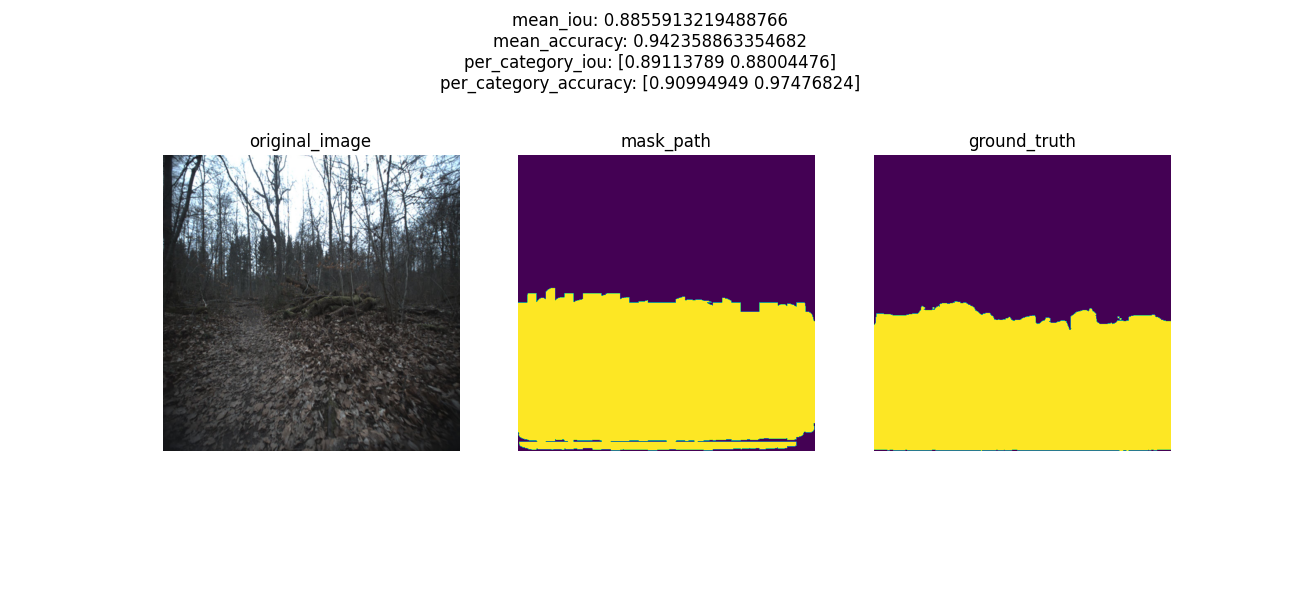 mean_iou: 0.8855913219488766
mean_accuracy: 0.942358863354682
per_category_iou: [0.89113789 0.88004476]
per_category_accuracy: [0.90994949 0.97476824]
original_image
mask_path
ground_truth